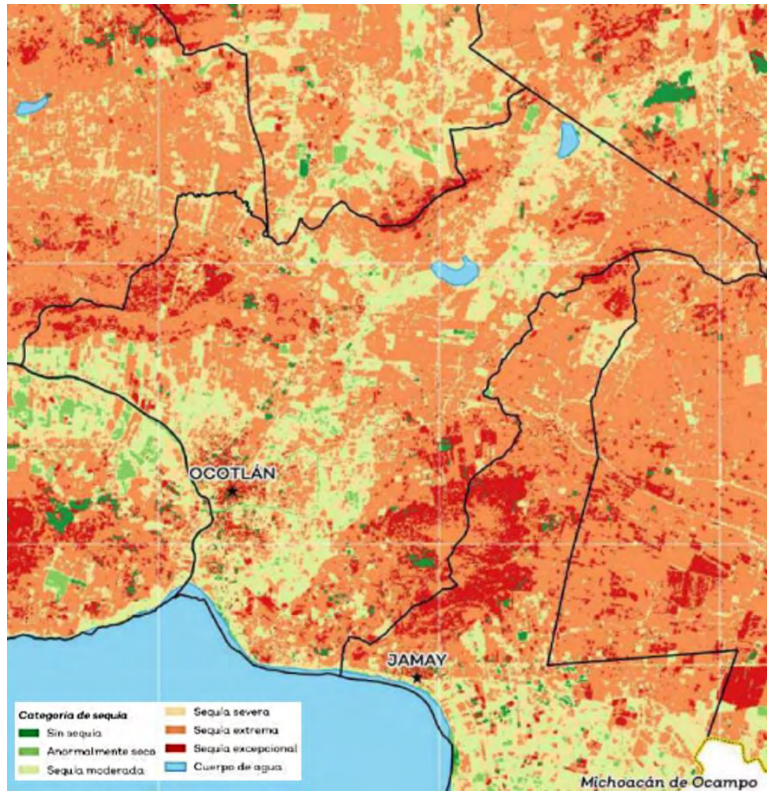 OCOTLÁN
JAMAY
Categoría de sequía
Sin sequía
Anormalmente seco
Sequía moderada
Sequía severa
Sequía extrema
Sequía excepcional
Cuerpo de agua
Michoacán de Ocampo